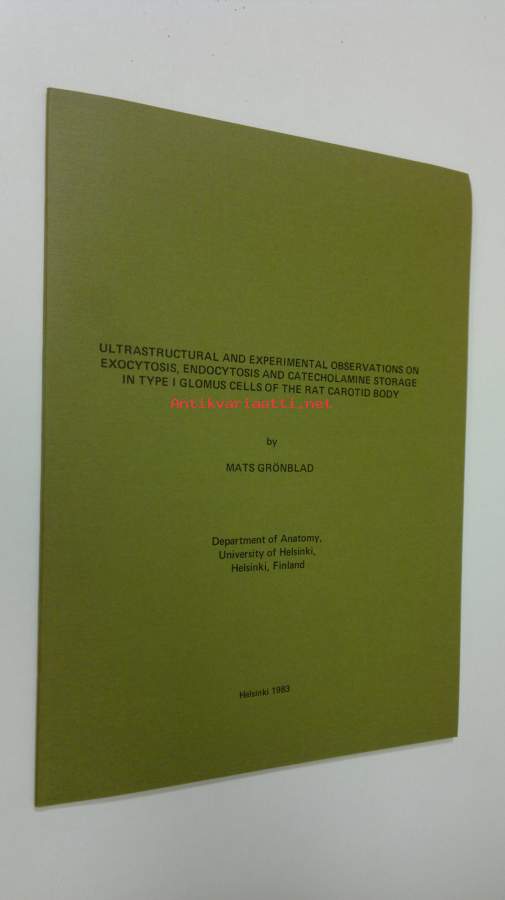 ULTRASTRUCTURAL AND EXPERIMENTAL OBSERVATIONS ON
EXOCYTOSIS, ENDOCYTOSIS AND CATECHOLAMINE STORAGE
IN TYPE I GLOMUS CELLS OF THE RAT CAROTID BODY
Antikvariaatti.net
by
MATS GRÖNBLAD
Department of Anatomy,
University of Helsinki,
Helsinki, Finland
Helsinki 1983